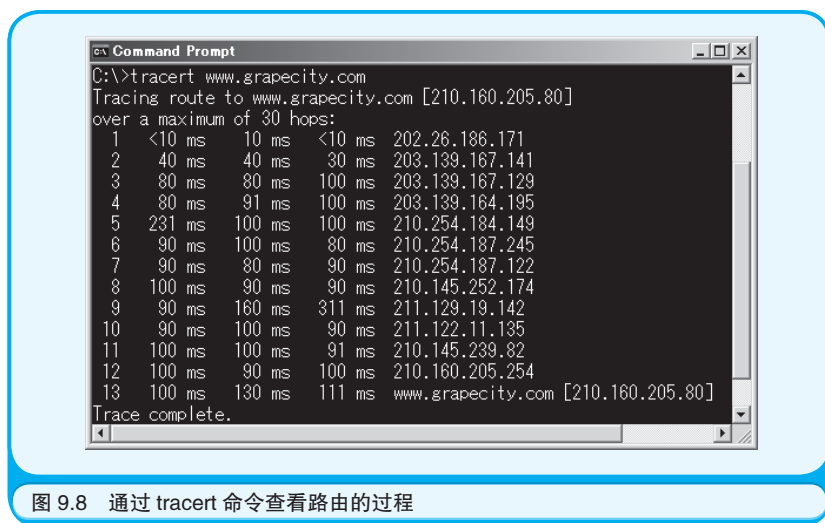 Command Prompt
C:\>tracert www.grapecity.com
Tracing route to www.grapecity.com [210.160.205.80]
over a maximum of 30 hops:
1 <10 ms 10 ms <10 ms 202.26.186.171
2 40 ms 40 ms 30 ms 203.139.167.141
3 80 ms 80 ms 100 ms 203.139.167.129
4 80 ms 91 ms 100 ms 203.139.164.195
5 231 ms 100 ms 100 ms 210.254.184.149
6 90 ms 100 ms 80 ms 210.254.187.245
7 90 ms 80 ms 90 ms 210.254.187.122
8 100 ms 90 ms 90 ms 210.145.252.174
9 90 ms 160 ms 311 ms 211.129.19.142
10 90 ms 100 ms 90 ms 211.122.11.135
11 100 ms 100 ms 91 ms 210.145.239.82
12 100 ms 90 ms 100 ms 210.160.205.254
13 100 ms 130 ms 111 ms www.grapecity.com [210.160.205.80]
Trace complete.
图 9.8 通过 tracert 命令查看路由的过程